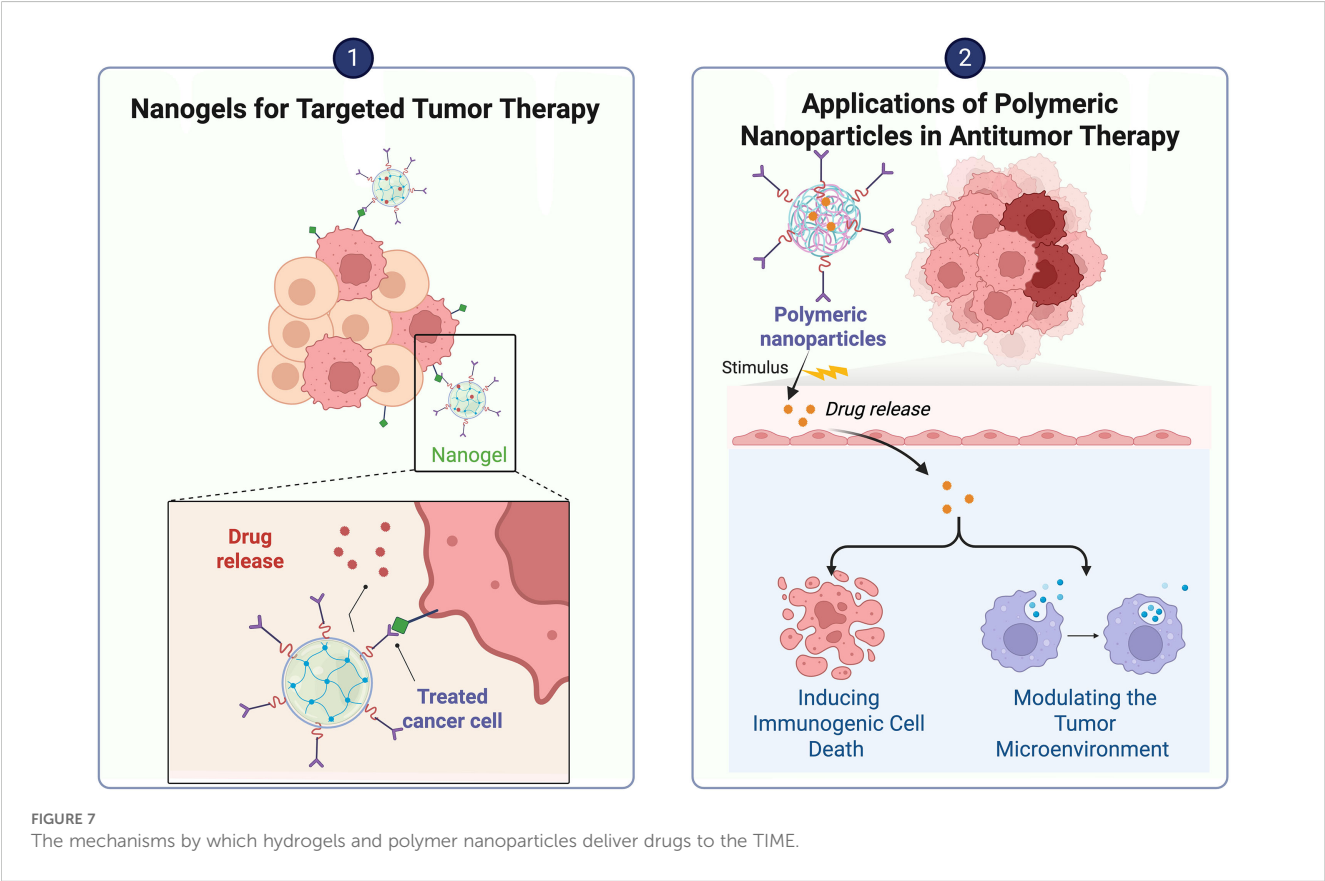 1
Nanogels for Targeted Tumor Therapy
Nanogel
Drug
release
Treated
cancer cell
2
Applications of Polymeric
Nanoparticles in Antitumor Therapy
Polymeric
nanoparticles
Stimulus
Drug release
Inducing
Immunogenic Cell
Death
Modulating the
Tumor
Microenvironment
FIGURE 7
The mechanisms by which hydrogels and polymer nanoparticles deliver drugs to the TIME.